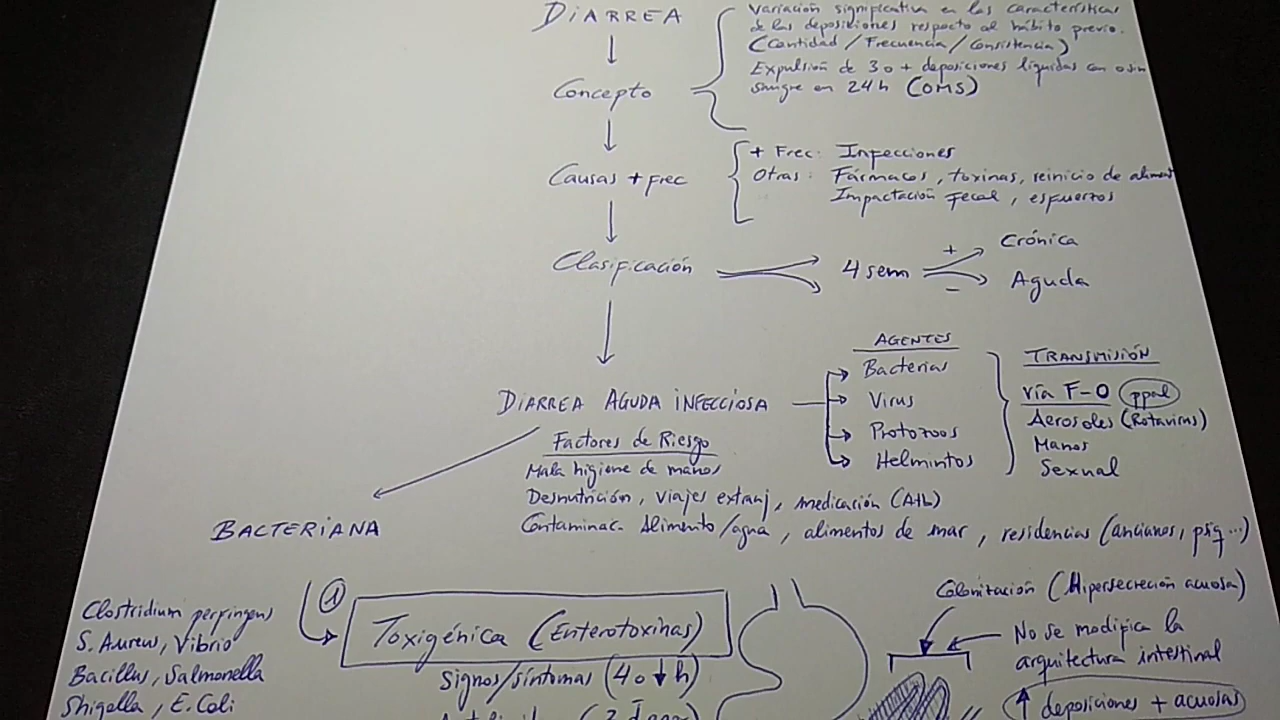 DIARREA
Variación significativa en las características
de las deposiciones respecto al hábito previo.
(Cantidad / Frecuencia / Consistencia)
Expulsión de 3 o + deposiciones líquidas con o sin
sangre en 24h (OMS)
Concepto
Causas + frec
+ Frec: Infecciones
Otras: Fármacos, toxinas, reinicio de
Impactación fecal, esfuerzos
Clasificación
4 sem
+ Crónica
- Aguda
DIARREA AGUDA INFECCIOSA
AGENTES
Bacterias
Virus
Protozoos
Helmintos
TRANSMISIÓN
Vía F-O ppal
Aerosoles (Rotavirus)
Manos
Sexual
Factores de Riesgo
Mala higiene de manos
Desnutrición, viajes extranj, medicación (Atb)
Contaminac. Alimento/agua, alimentos de mar, residencias (ancianos, psiq...)
BACTERIANA
Clostridium perfingens
S. Aureus, Vibrio
Bacillus, Salmonella
Shigella, E. Coli
1
Toxigénica (Enterotoxinas)
Signos/síntomas (4 o ↓ h)
Colonización (Hipersecreción acuosa)
No se modifica la
arquitectura intestinal
↑ deposiciones + acuosas